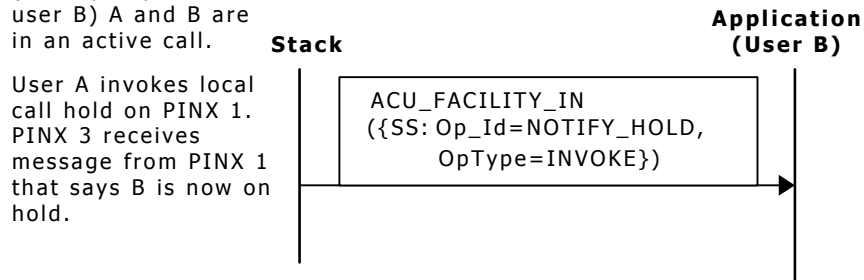 user B) A and B are
in an active call.
User A invokes local
call hold on PINX 1.
PINX 3 receives
message from PINX 1
that says B is now on
hold.
Stack
Application
(User B)
ACU_FACILITY_IN
({SS: Op_Id=NOTIFY_HOLD,
OpType=INVOKE})